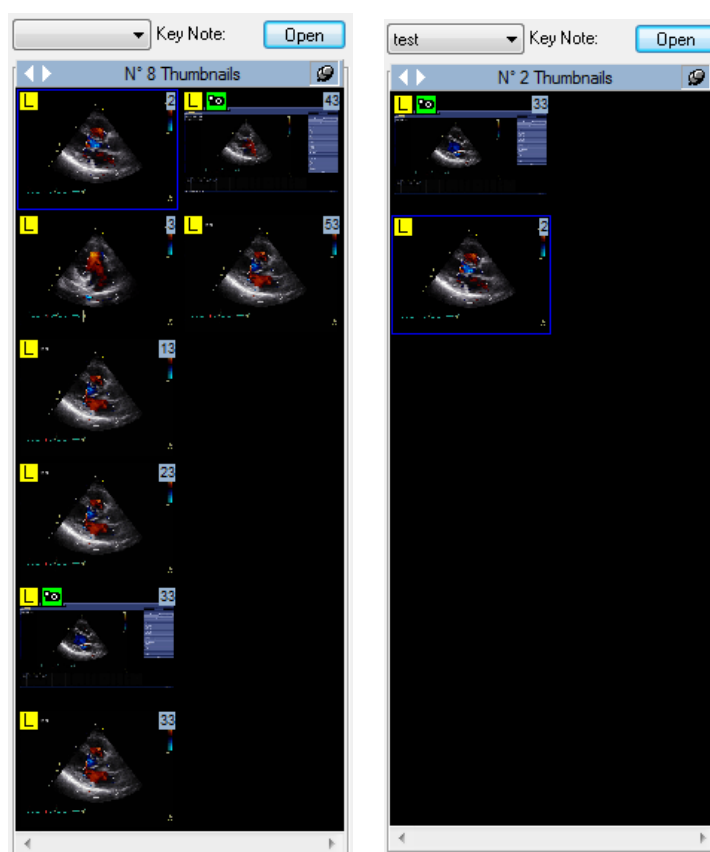 Key Note: Open
N° 8 Thumbnails
L 2 L 43
L 3 L 53
L 13
L 23
L 33
L 33
test Key Note: Open
N° 2 Thumbnails
L 33
L 2